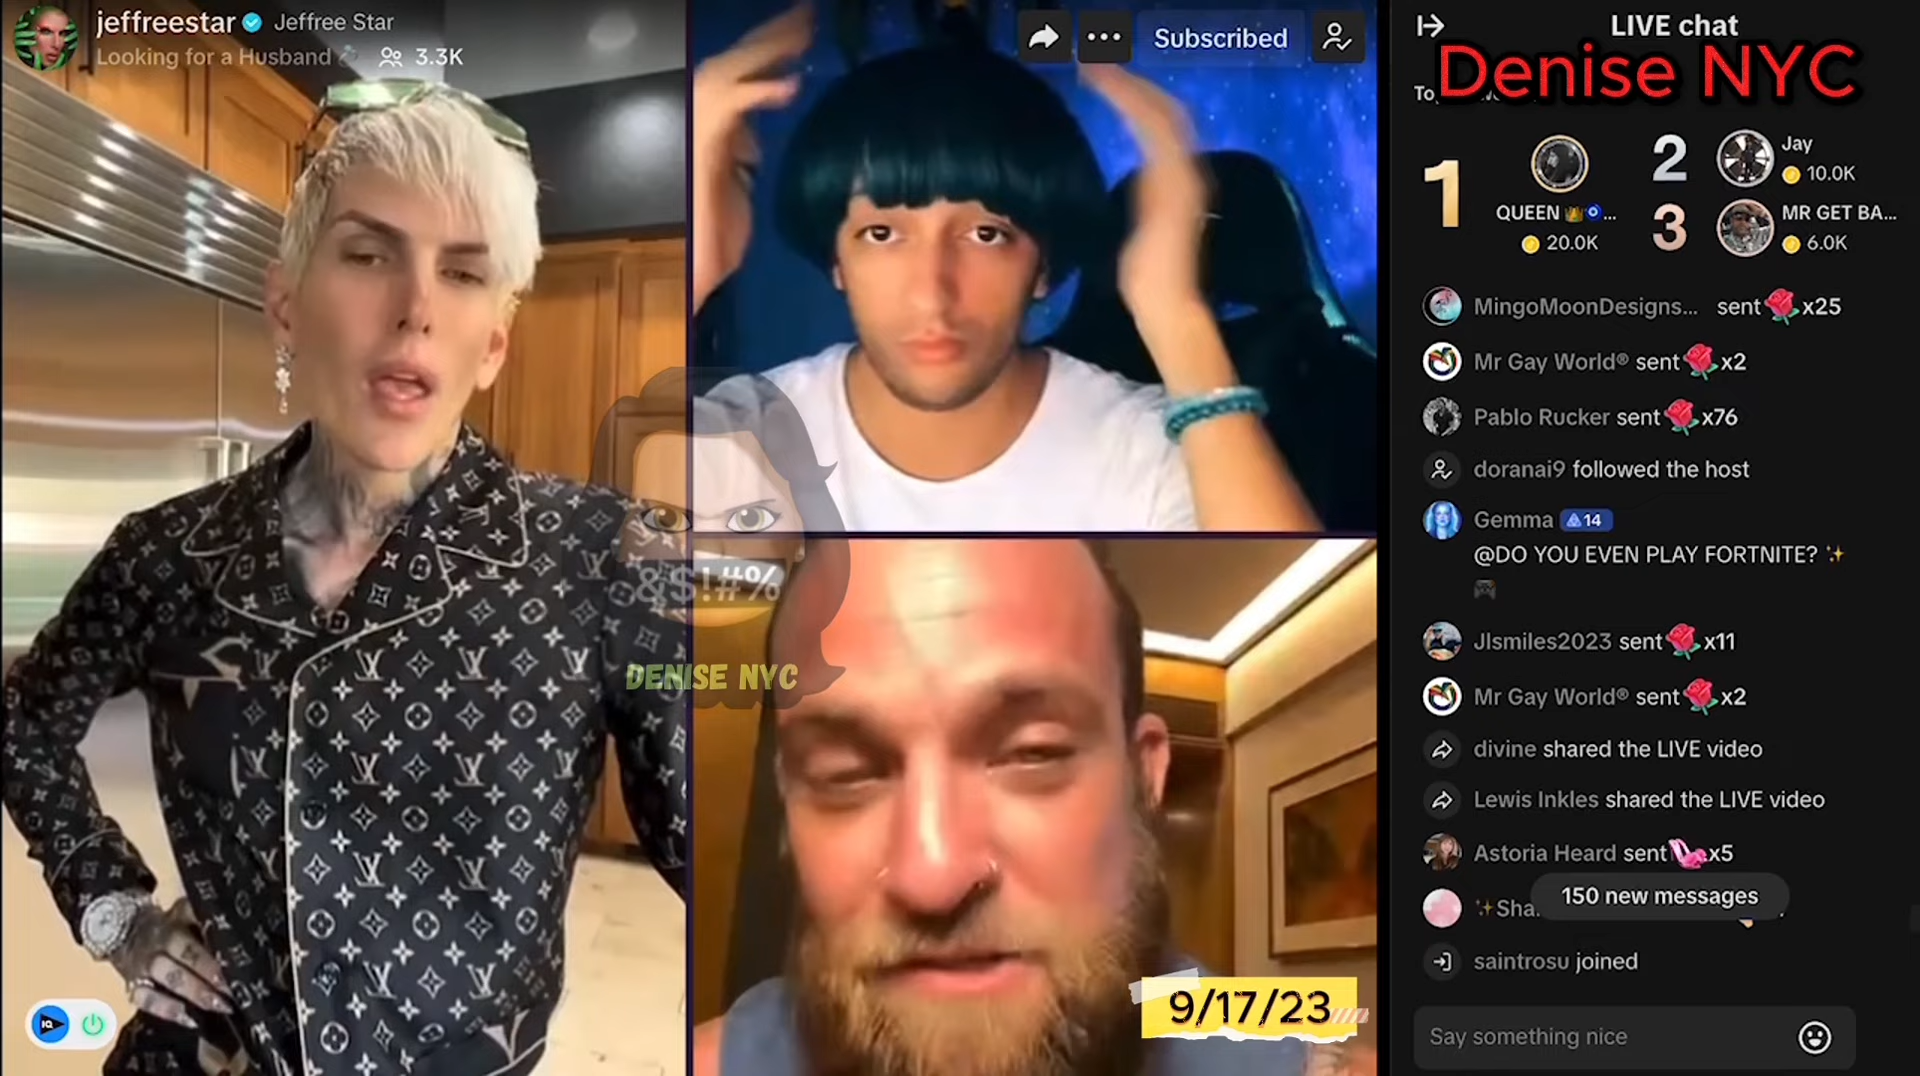 jeffreestar Jeffree Star
Looking for a Husband 3.3K
Subscribed
LIVE chat
Denise NYC
1 QUEEN ...
20.0K
2 Jay
10.0K
3 MR GET BA...
6.0K
MingoMoonDesigns... sent x25
Mr Gay World® sent x2
Pablo Rucker sent x76
doranai9 followed the host
Gemma 14
@DO YOU EVEN PLAY FORTNITE?
Jlsmiles2023 sent x11
Mr Gay World® sent x2
divine shared the LIVE video
Lewis Inkles shared the LIVE video
Astoria Heard sent x5
150 new messages
saintrosu joined
Say something nice
&$!#%
DENISE NYC
9/17/23
IQ